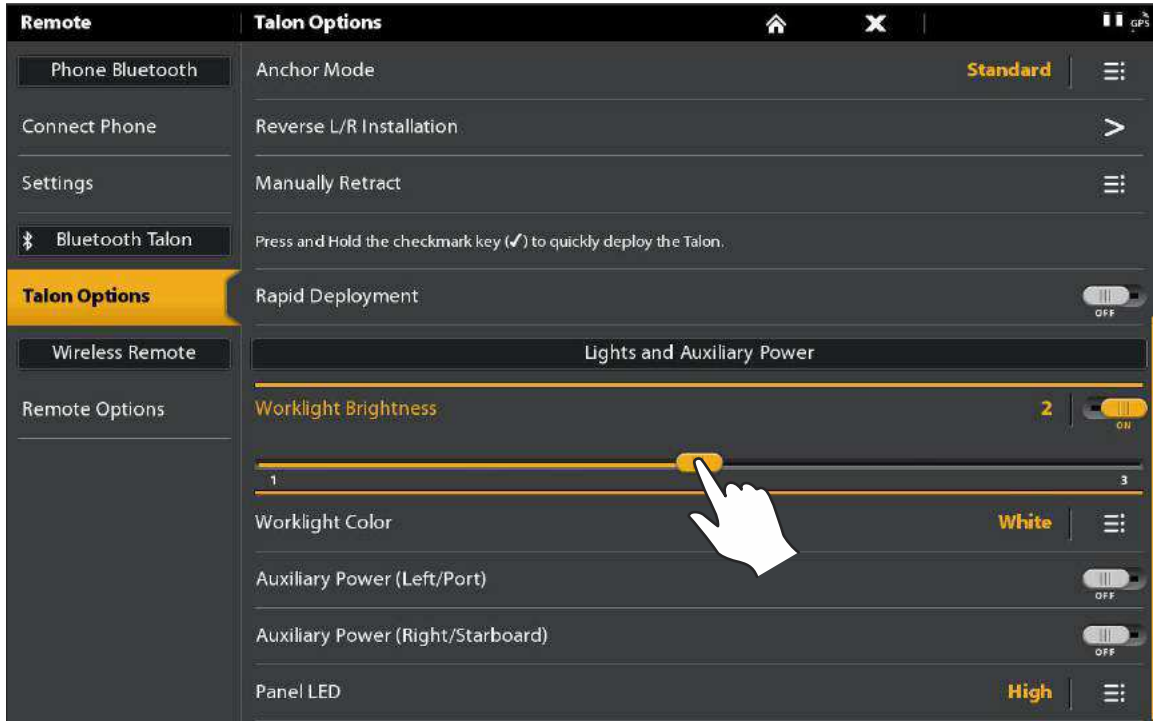 Remote
Talon Options
GPS
Phone Bluetooth
Anchor Mode
Standard
Connect Phone
Reverse L/R Installation
Settings
Manually Retract
Bluetooth Talon
Press and Hold the checkmark key (✓) to quickly deploy the Talon.
Talon Options
Rapid Deployment
OFF
Wireless Remote
Lights and Auxiliary Power
Remote Options
Worklight Brightness
2
ON
1
3
Worklight Color
White
Auxiliary Power (Left/Port)
OFF
Auxiliary Power (Right/Starboard)
OFF
Panel LED
High